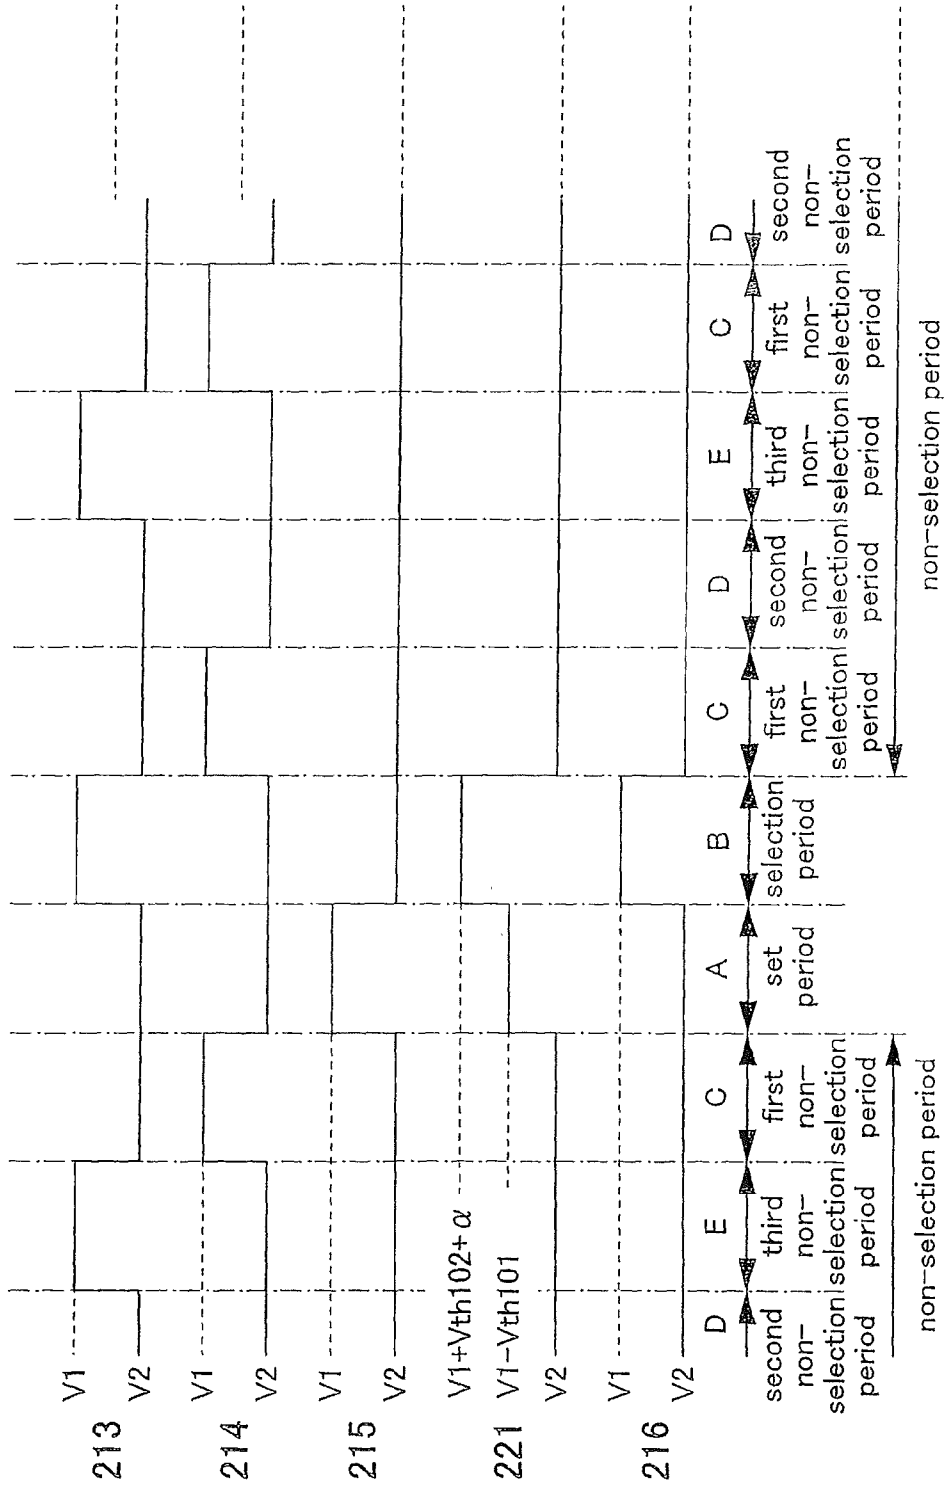 213
V1
V2
214
V1
V2
215
V1
V2
221
V1+Vth102+α
V1-Vth101
V2
216
V1
V2
D
second
non-
selection
period
E
third
non-
selection
period
C
first
non-
selection
period
A
set
period
B
selection
period
C
first
non-
selection
period
D
second
non-
selection
period
E
third
non-
selection
period
C
first
non-
selection
period
D
second
non-
selection
period
non-selection period
non-selection period